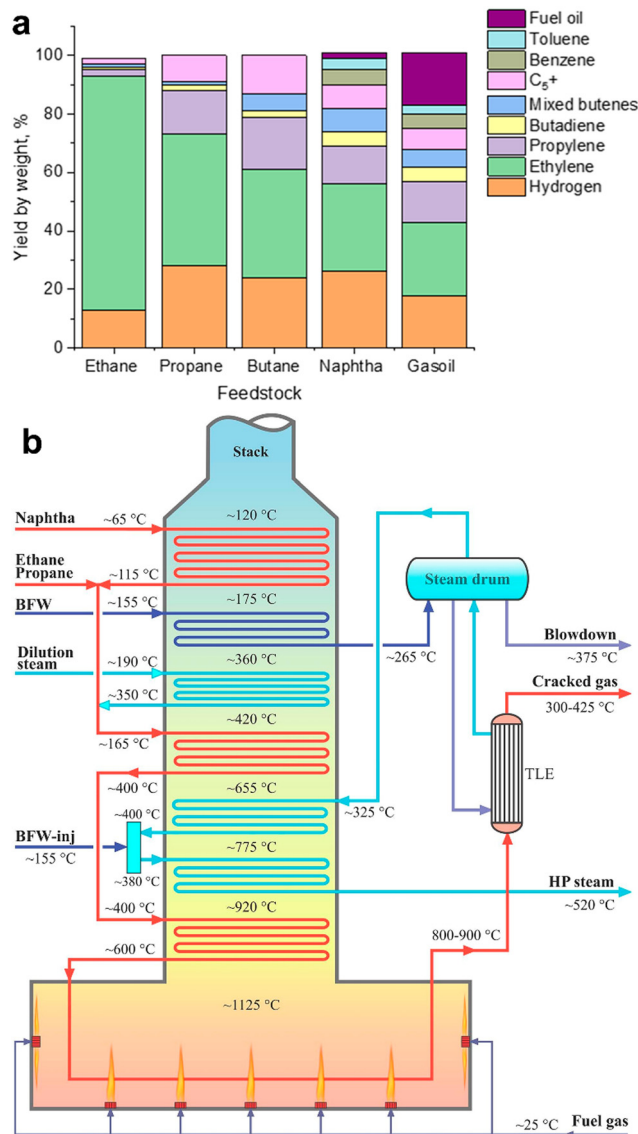 a
Fuel oil
Toluene
Benzene
C₅+
Mixed butenes
Butadiene
Propylene
Ethylene
Hydrogen
Yield by weight, %
100
80
60
40
20
0
Ethane Propane Butane Naphtha Gasoil
Feedstock
b
Stack
Naphtha
~65 °C
~120 °C
Ethane
Propane
~115 °C
BFW
~155 °C
~175 °C
Steam drum
~265 °C
Blowdown
~375 °C
Dilution
steam
~190 °C
~360 °C
~350 °C
Cracked gas
300-425 °C
~420 °C
~165 °C
TLE
~400 °C
~655 °C
~325 °C
~400 °C
BFW-inj
~155 °C
~775 °C
~380 °C
HP steam
~520 °C
~400 °C
~920 °C
800-900 °C
~600 °C
~1125 °C
~25 °C
Fuel gas